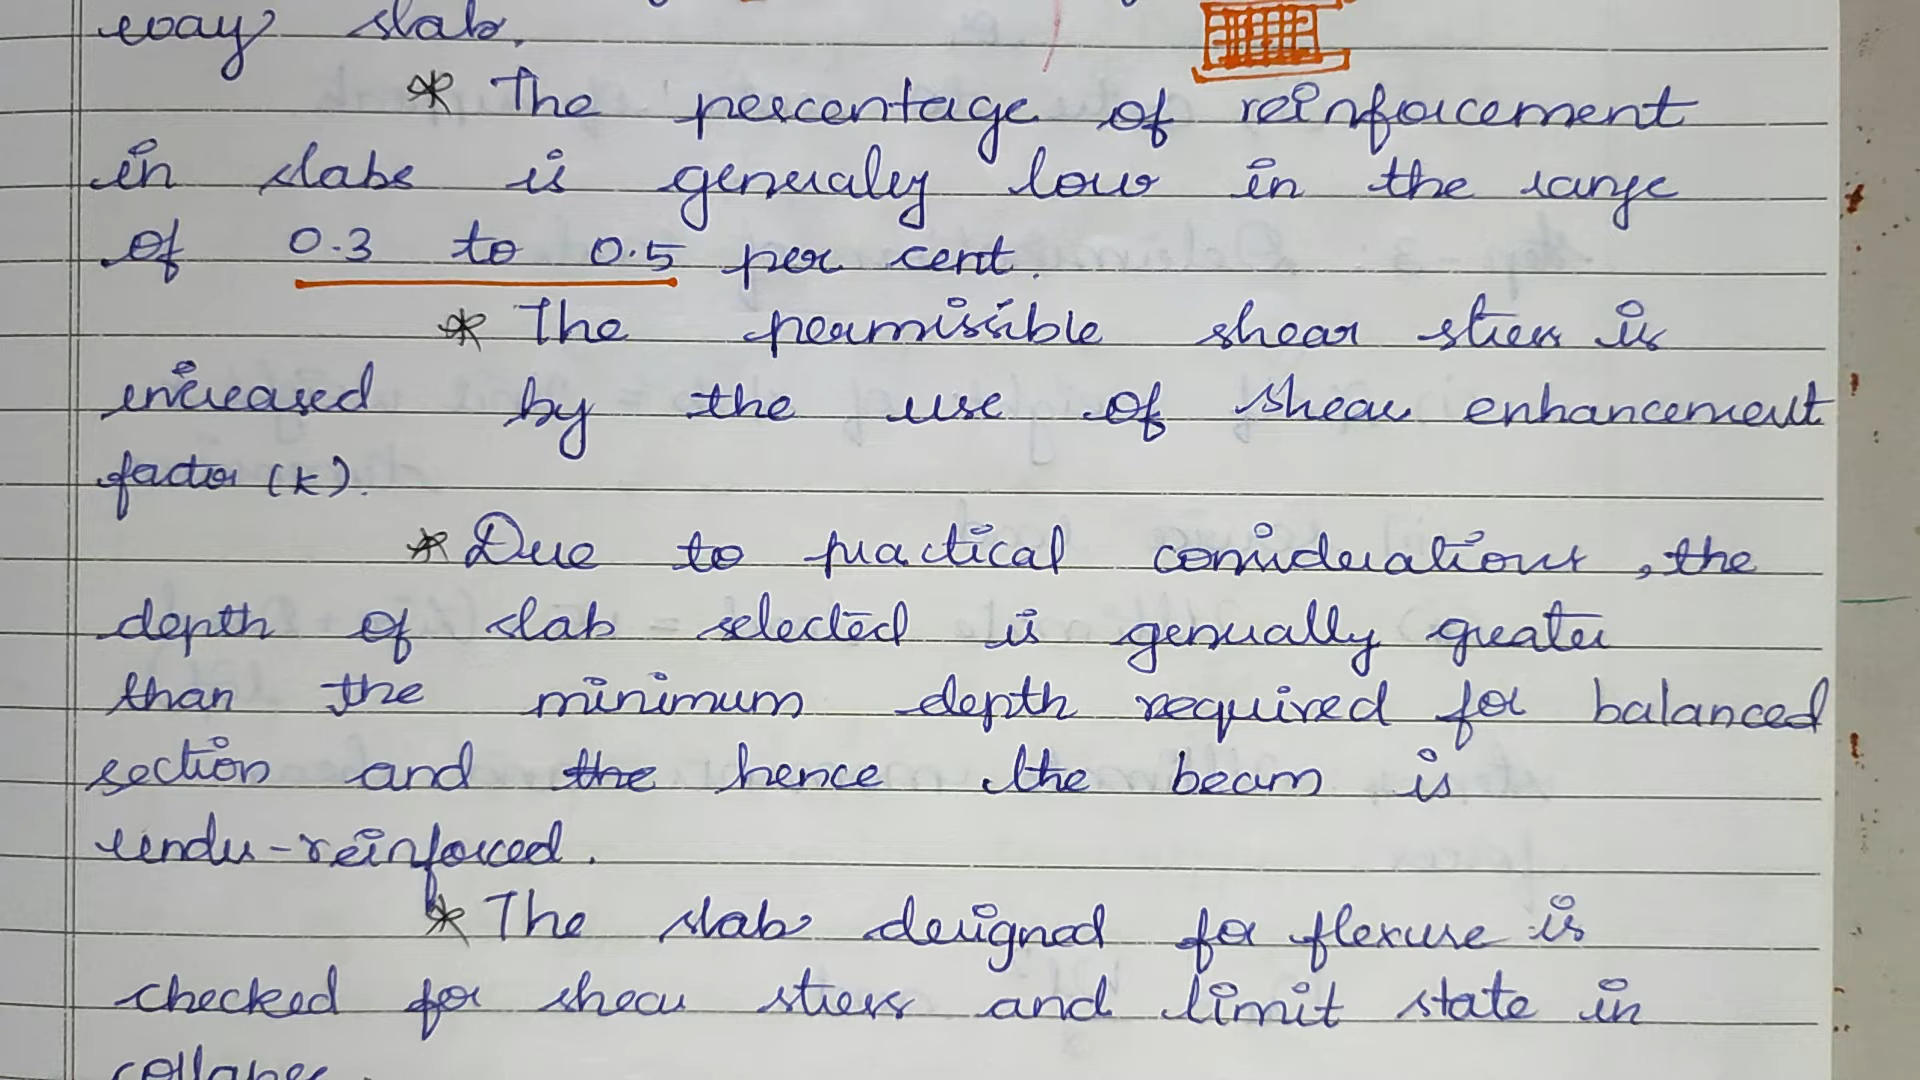 way slab.
* The percentage of reinforcement
in slabs is generaley low in the range
of 0.3 to 0.5 per cent.
* The permissible shear stress is
increased by the use of shear enhancement
factor (k).
* Due to practical considerations, the
depth of slab selected is generally greater
than the minimum depth required for balanced
section and the hence the beam is
under-reinforced.
* The slab designed for flexure is
checked for shear stress and limit state in